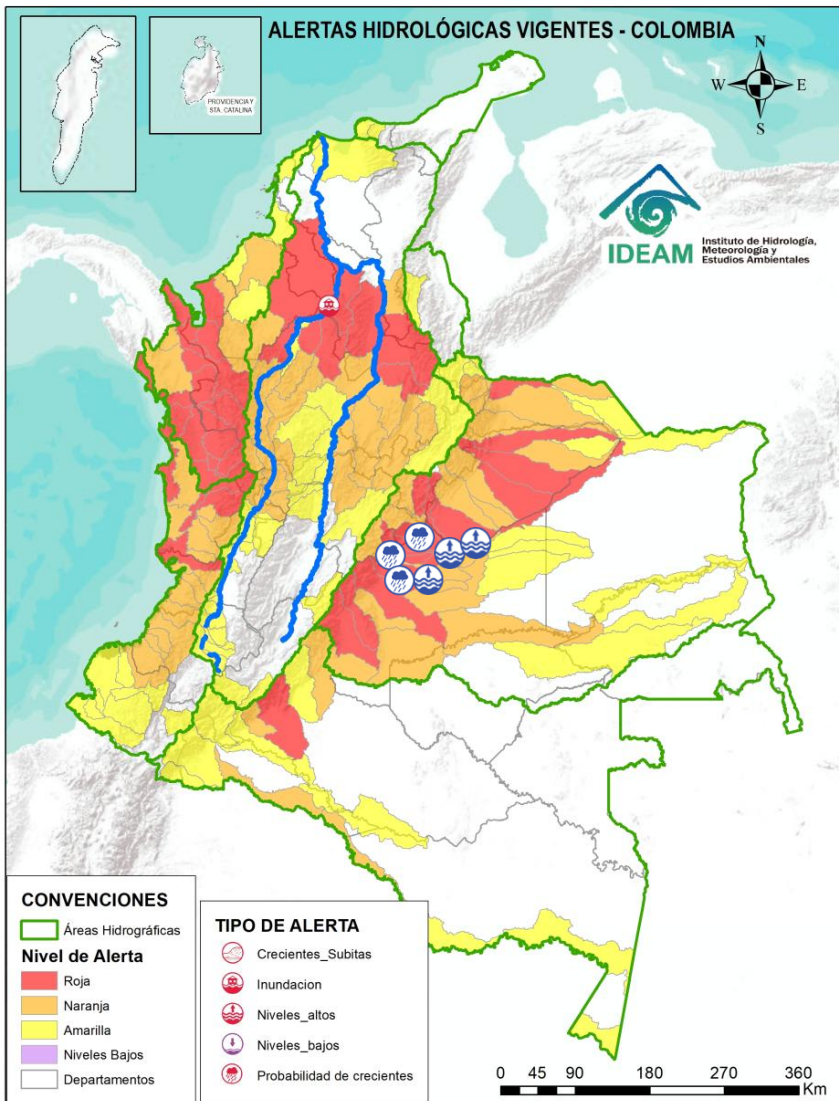 ALERTAS HIDROLÓGICAS VIGENTES - COLOMBIA
PROVIDENCIA Y
STA. CATALINA
N
W
E
S
IDEAM
Instituto de Hidrología,
Meteorología y
Estudios Ambientales
CONVENCIONES
Áreas Hidrográficas
Nivel de Alerta
Roja
Naranja
Amarilla
Niveles Bajos
Departamentos
TIPO DE ALERTA
Crecientes_Subitas
Inundacion
Niveles_altos
Niveles_bajos
Probabilidad de crecientes
0 45 90 180 270 360
Km